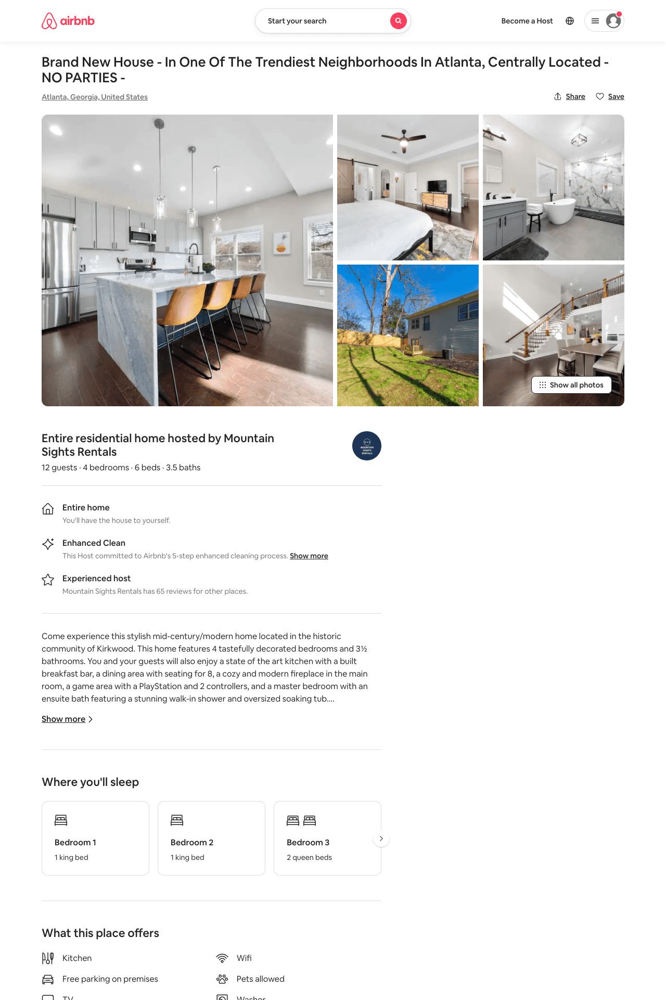 airbnb
Start your search
Become a Host
Brand New House - In One Of The Trendiest Neighborhoods In Atlanta, Centrally Located -
NO PARTIES -
Atlanta, Georgia, United States
Share
Save
Show all photos
Entire residential home hosted by Mountain
Sights Rentals
MOUNTAIN
SIGHTS
RENTALS
12 guests · 4 bedrooms · 6 beds · 3.5 baths
Entire home
You'll have the house to yourself.
Enhanced Clean
This Host committed to Airbnb's 5-step enhanced cleaning process. Show more
Experienced host
Mountain Sights Rentals has 65 reviews for other places.
Come experience this stylish mid-century/modern home located in the historic
community of Kirkwood. This home features 4 tastefully decorated bedrooms and 3½
bathrooms. You and your guests will also enjoy a state of the art kitchen with a built
breakfast bar, a dining area with seating for 8, a cozy and modern fireplace in the main
room, a game area with a PlayStation and 2 controllers, and a master bedroom with an
ensuite bath featuring a stunning walk-in shower and oversized soaking tub....
Show more
Where you'll sleep
Bedroom 1
1 king bed
Bedroom 2
1 king bed
Bedroom 3
2 queen beds
What this place offers
Kitchen
Wifi
Free parking on premises
Pets allowed
TV
Washer